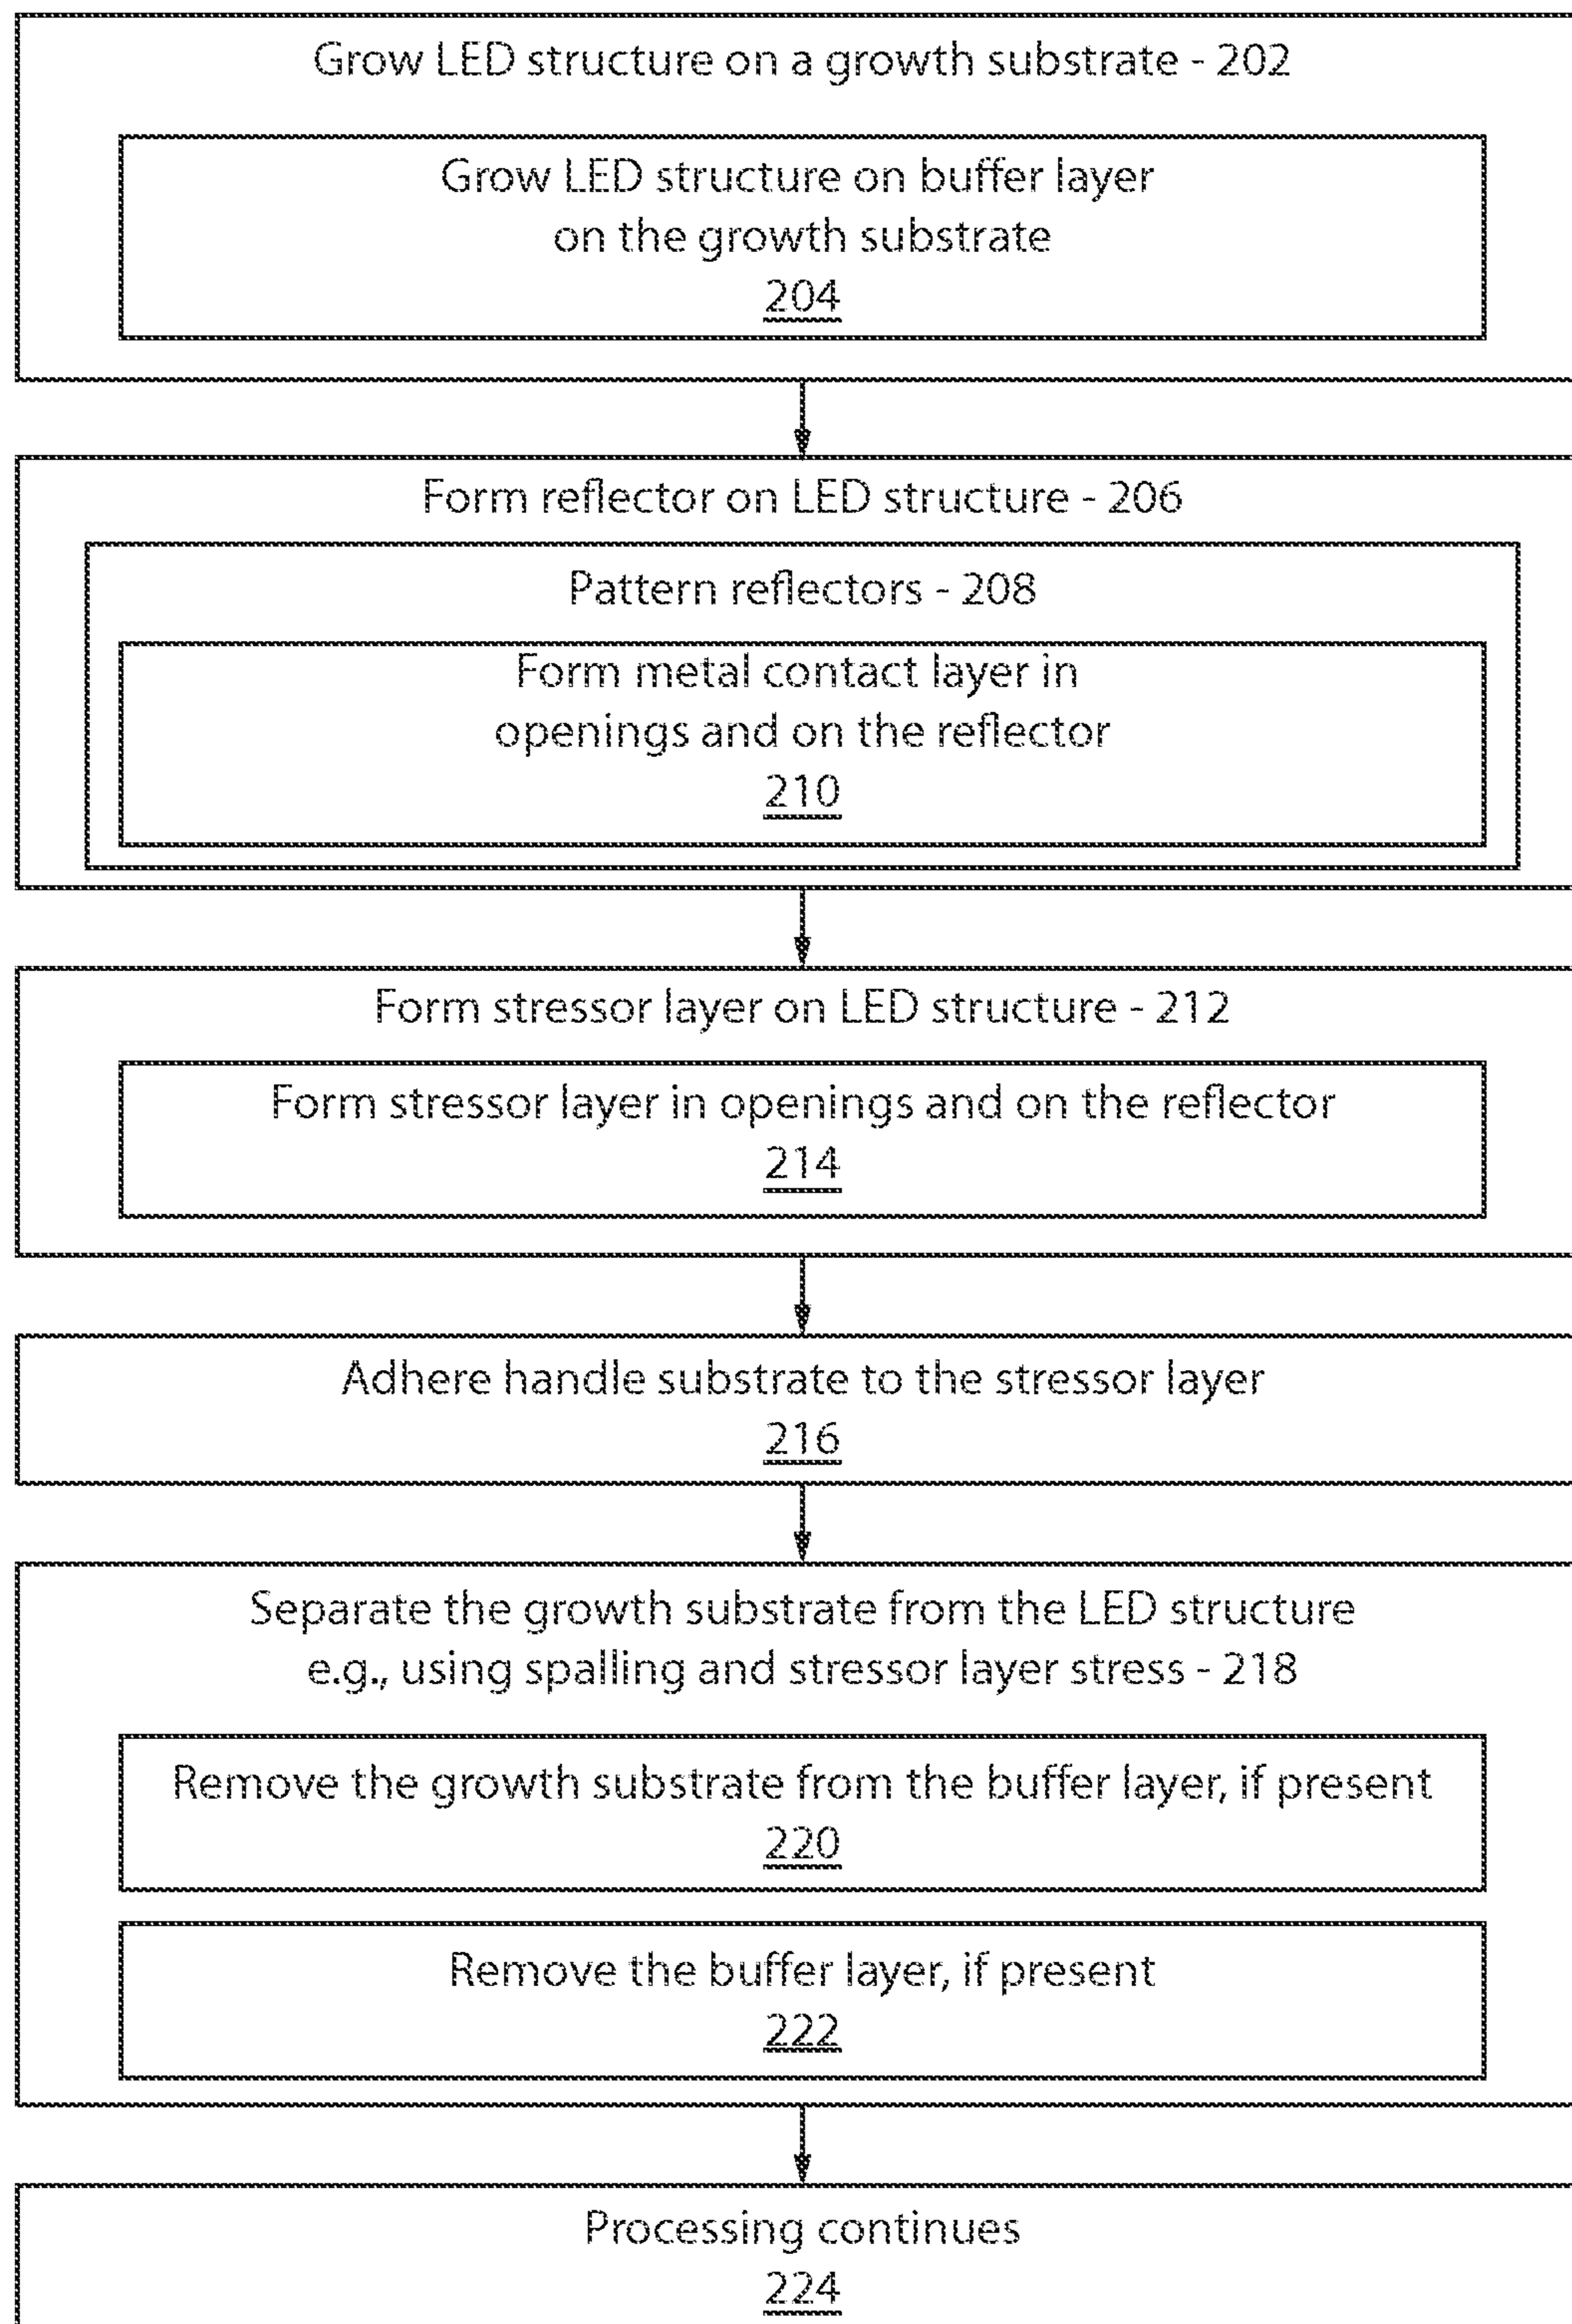 Grow LED structure on a growth substrate - 202
Grow LED structure on buffer layer
on the growth substrate
204
Form reflector on LED structure - 206
Pattern reflectors - 208
Form metal contact layer in
openings and on the reflector
210
Form stressor layer on LED structure - 212
Form stressor layer in openings and on the reflector
214
Adhere handle substrate to the stressor layer
216
Separate the growth substrate from the LED structure
e.g., using spalling and stressor layer stress - 218
Remove the growth substrate from the buffer layer, if present
220
Remove the buffer layer, if present
222
Processing continues
224